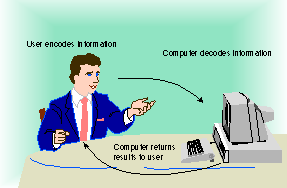 User encodes information
Computer decodes information
Computer returns
results to user